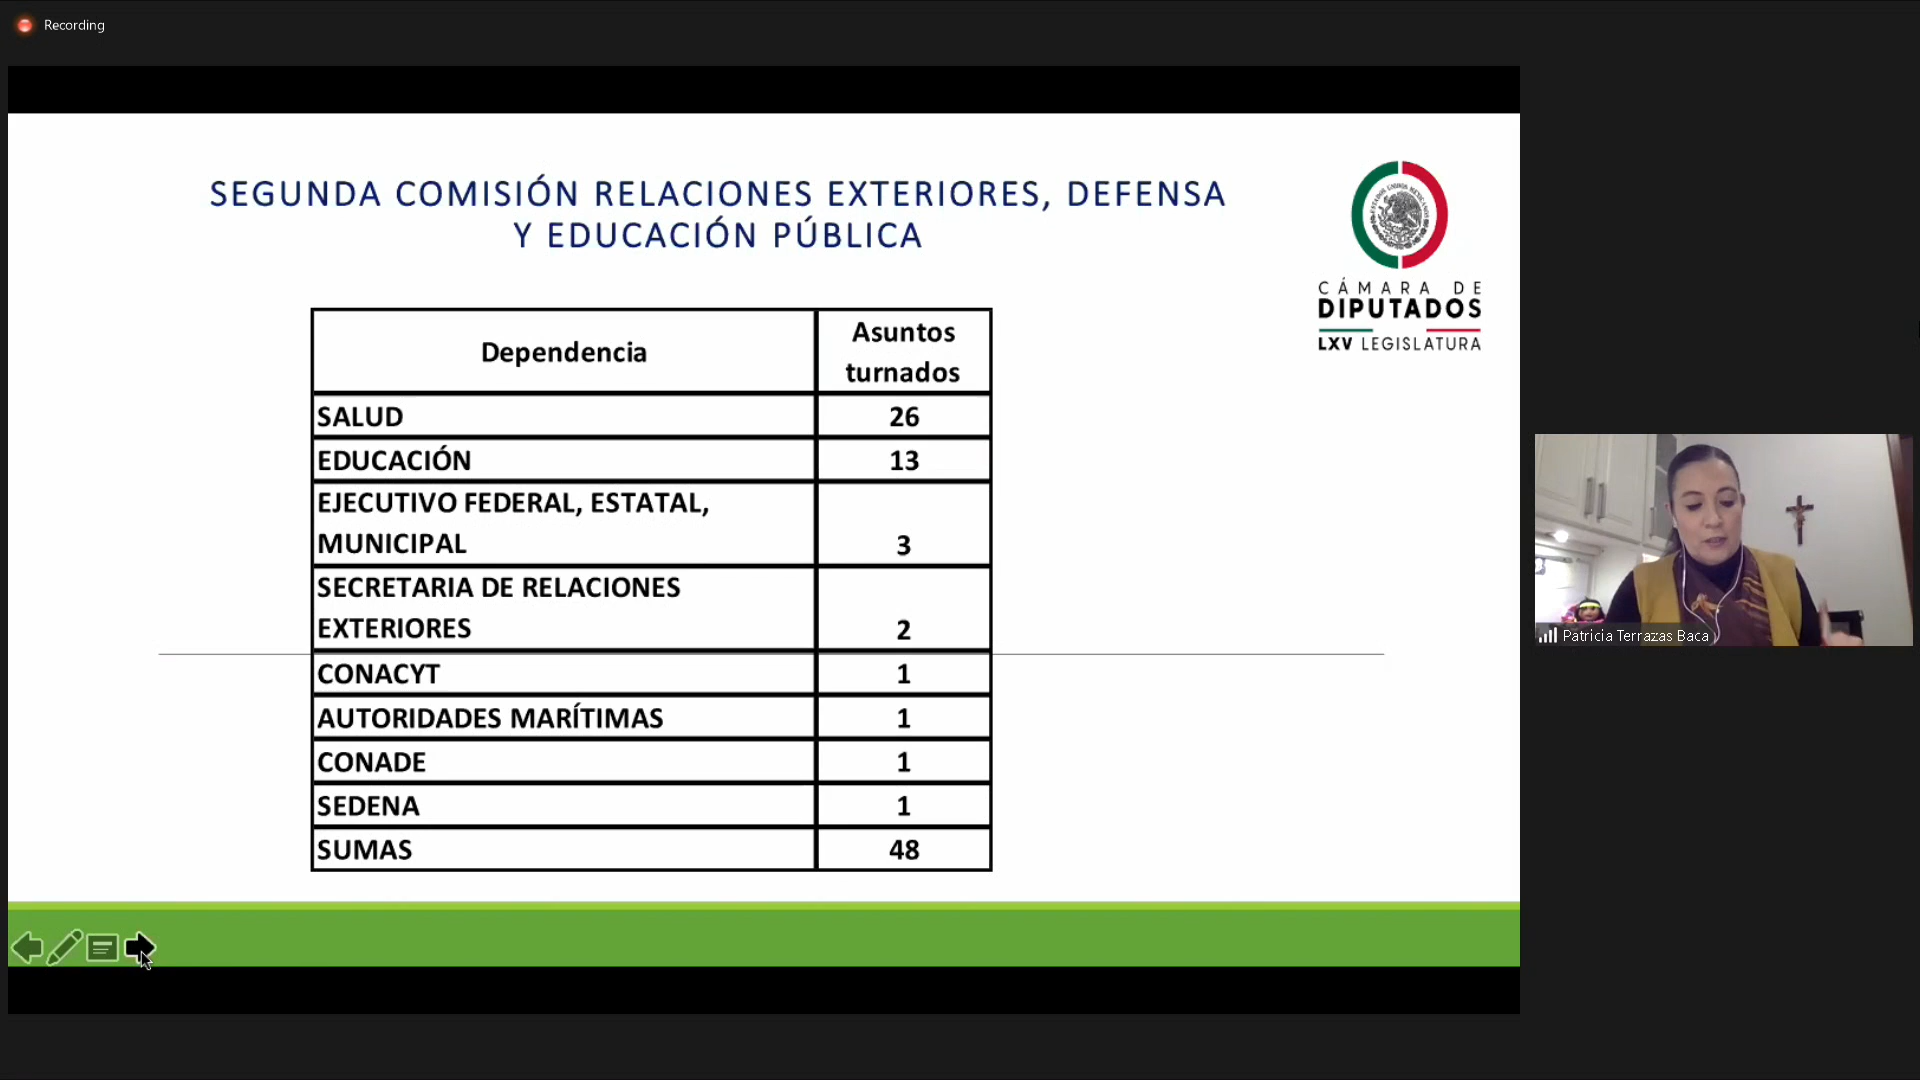 Recording
SEGUNDA COMISIÓN RELACIONES EXTERIORES, DEFENSA
Y EDUCACIÓN PÚBLICA
CÁMARA DE
DIPUTADOS
LXV LEGISLATURA
Dependencia
Asuntos
turnados
SALUD 26
EDUCACIÓN 13
EJECUTIVO FEDERAL, ESTATAL,
MUNICIPAL 3
SECRETARIA DE RELACIONES
EXTERIORES 2
CONACYT 1
AUTORIDADES MARÍTIMAS 1
CONADE 1
SEDENA 1
SUMAS 48
Patricia Terrazas Baca